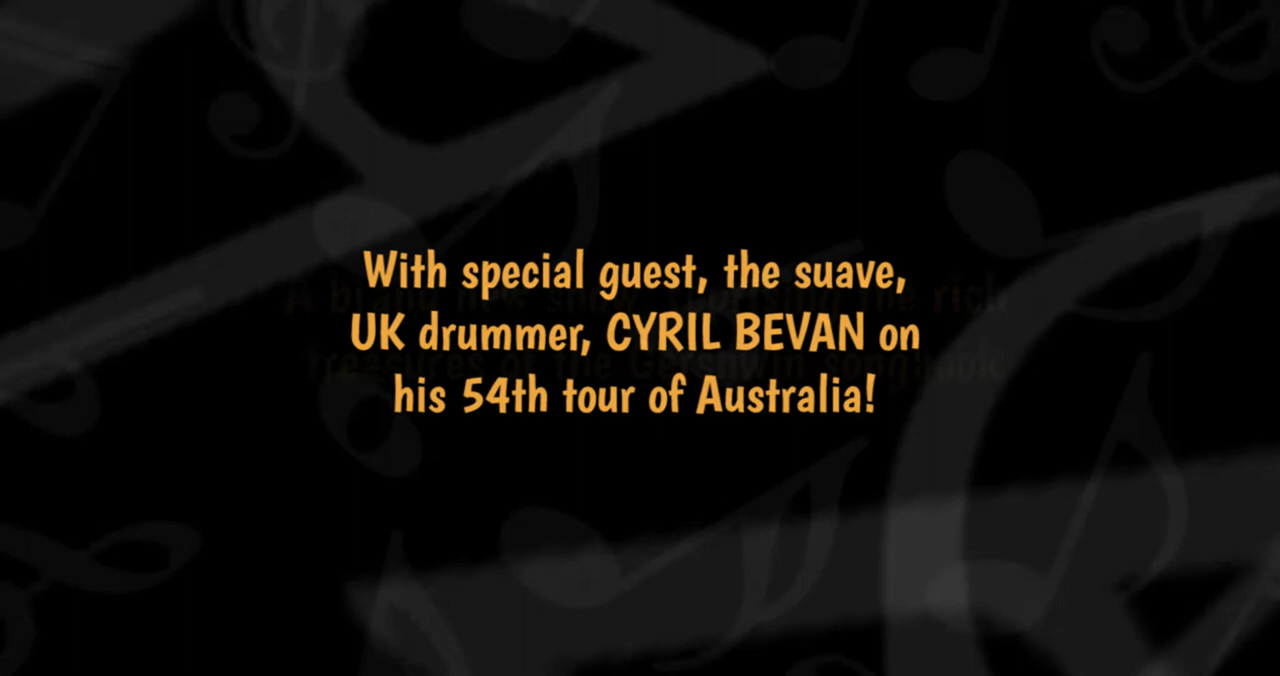 With special guest, the suave,
UK drummer, CYRIL BEVAN on
his 54th tour of Australia!